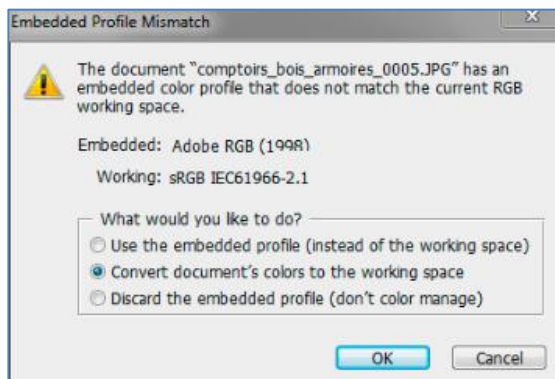 Embedded Profile Mismatch
The document "comptoirs_bois_armoires_0005.JPG" has an
embedded color profile that does not match the current RGB
working space.
Embedded: Adobe RGB (1998)
Working: sRGB IEC61966-2.1
What would you like to do?
Use the embedded profile (instead of the working space)
Convert document's colors to the working space
Discard the embedded profile (don't color manage)
OK Cancel